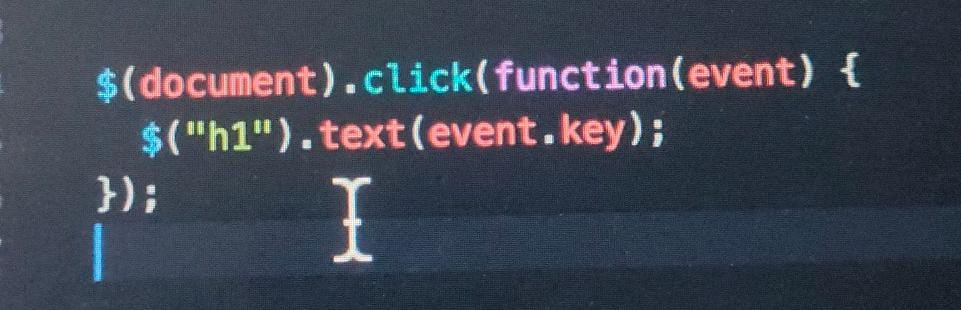 $(document).click(function(event) {
$("h1").text(event.key);
});